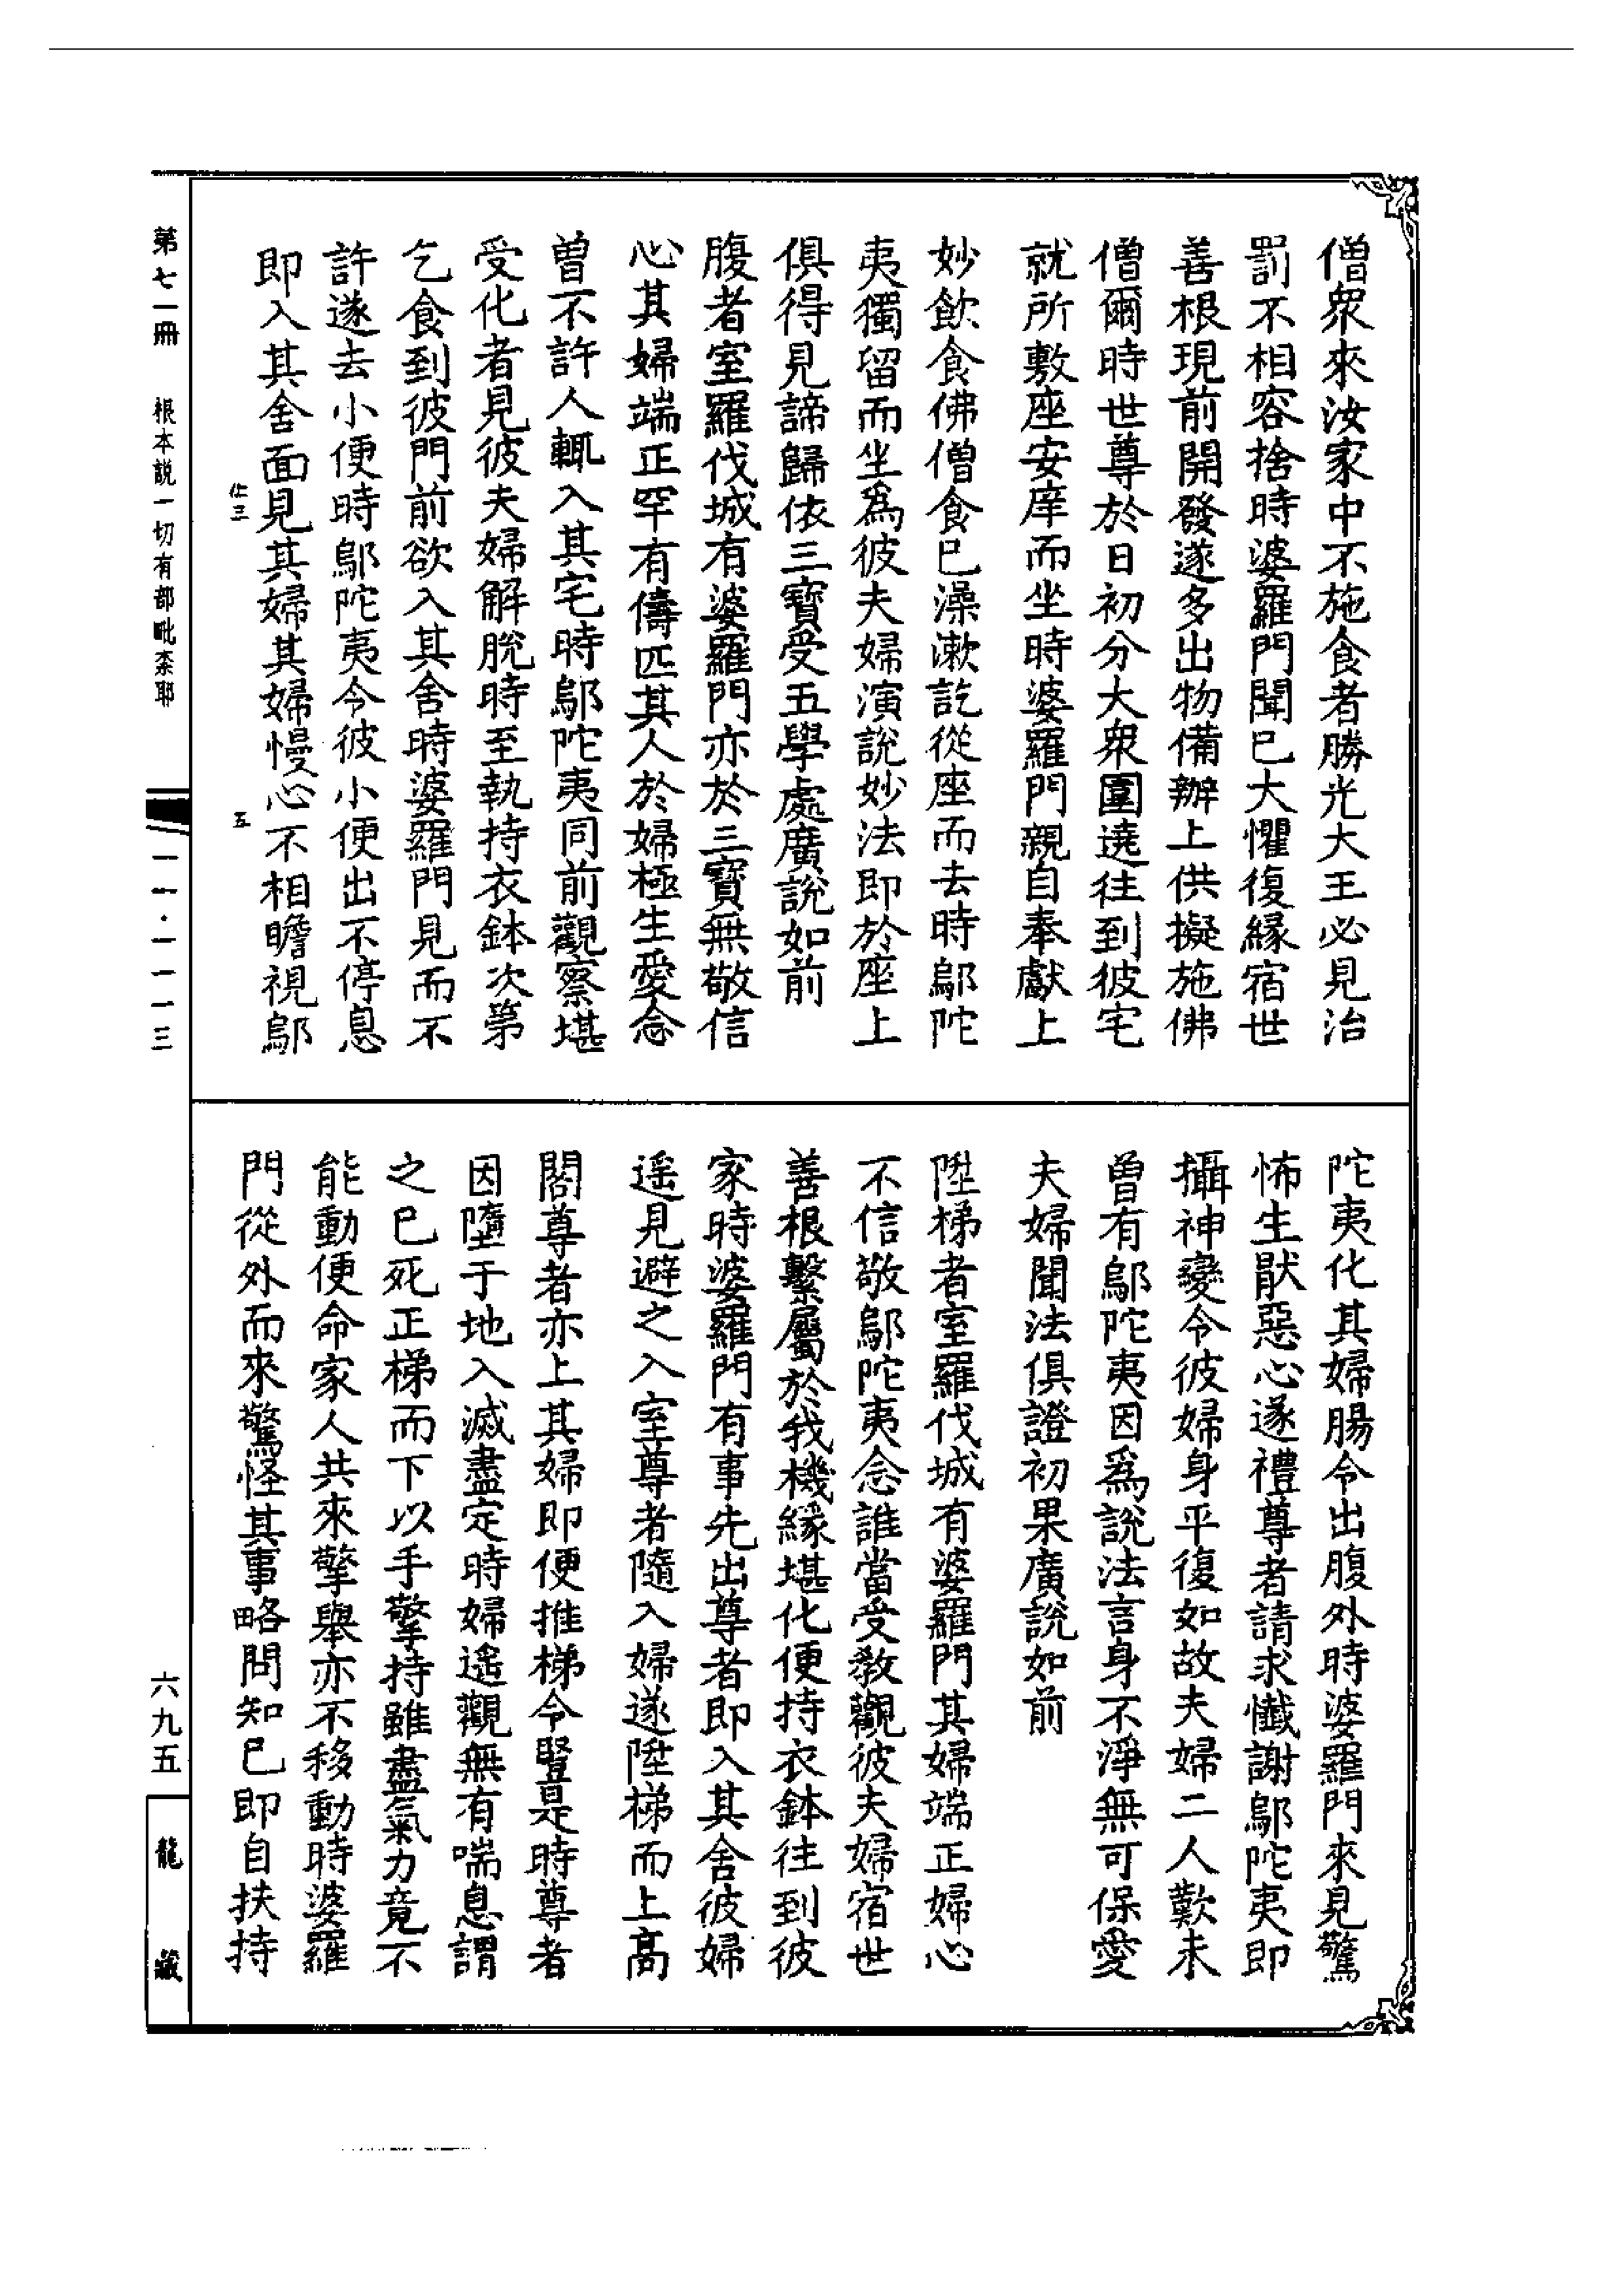 僧衆來汝家中不施食者勝光大王必見治
罰不相容捨時婆羅門聞已大懼復緣宿世
善根現前開發遂多出物備辦上供擬施佛
僧爾時世尊於日初分大衆圍遶往到彼宅
就所敷座安庠而坐時婆羅門親自奉獻上
妙飲食佛僧食已澡漱訖從座而去時鄔陀
夷獨留而坐爲彼夫婦演說妙法即於座上
俱得見諦歸依三寶受五學處廣說如前
腹者室羅伐城有婆羅門亦於三寶無敬信
心其婦端正罕有儔匹其人於婦極生愛念
曾不許人輒入其宅時鄔陀夷同前觀察堪
受化者見彼夫婦解脫時至執持衣鉢次第
乞食到彼門前欲入其舍時婆羅門見而不
許遂去小便時鄔陀夷令彼小便出不停息
即入其舍面見其婦其婦慢心不相瞻視鄔
陀夷化其婦腸令出腹外時婆羅門來見驚
怖生猒惡心遂禮尊者請求懺謝鄔陀夷即
攝神變令彼婦身平復如故夫婦二人歎未
曾有鄔陀夷因爲說法言身不淨無可保愛
夫婦聞法俱證初果廣說如前
陞梯者室羅伐城有婆羅門其婦端正婦心
不信敬鄔陀夷念誰當受教觀彼夫婦宿世
善根繫屬於我機緣堪化便持衣鉢往到彼
家時婆羅門有事先出尊者即入其舍彼婦
遥見避之入室尊者隨入婦遂陞梯而上高
閣尊者亦上其婦即便推梯令豎是時尊者
因墮于地入滅盡定時婦遙觀無有喘息謂
之已死正梯而下以手擎持雖盡氣力竟不
能動便命家人共來擎舉亦不移動時婆羅
門從外而來驚怪其事略問知已即自扶持
仕三
五
第七一冊 根本説一切有部毗柰耶
一一·一一一三
六九五
龍藏